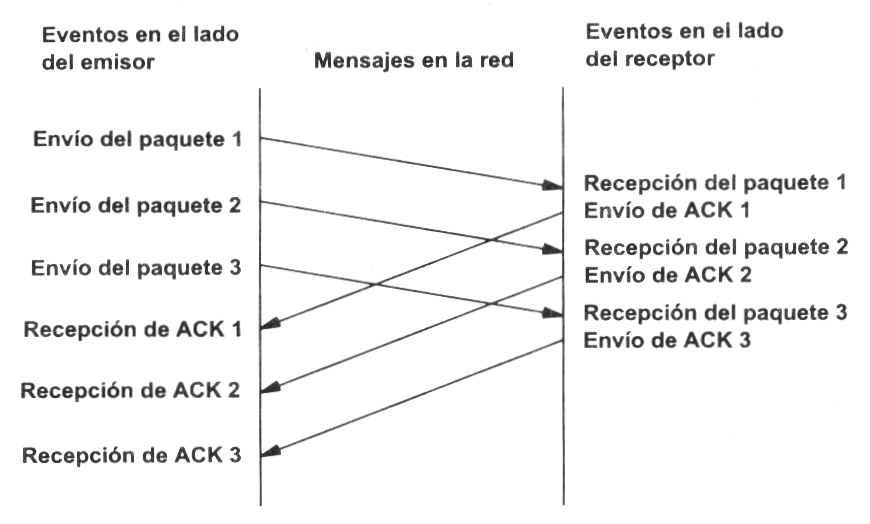 Eventos en el lado
del emisor
Mensajes en la red
Eventos en el lado
del receptor
Envío del paquete 1
Envío del paquete 2
Envío del paquete 3
Recepción de ACK 1
Recepción de ACK 2
Recepción de ACK 3
Recepción del paquete 1
Envío de ACK 1
Recepción del paquete 2
Envío de ACK 2
Recepción del paquete 3
Envío de ACK 3